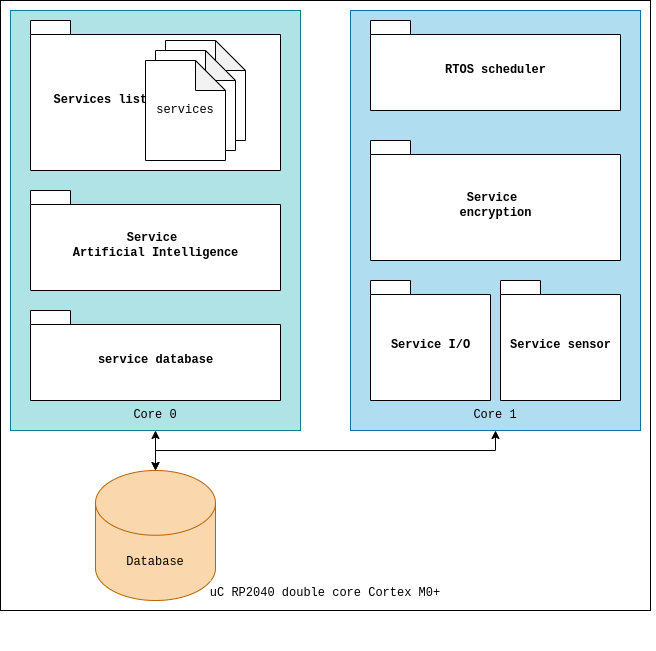 Services list
services
Service
Artificial Intelligence
service database
Core 0
RTOS scheduler
Service
encryption
Service I/O
Service sensor
Core 1
Database
uC RP2040 double core Cortex M0+